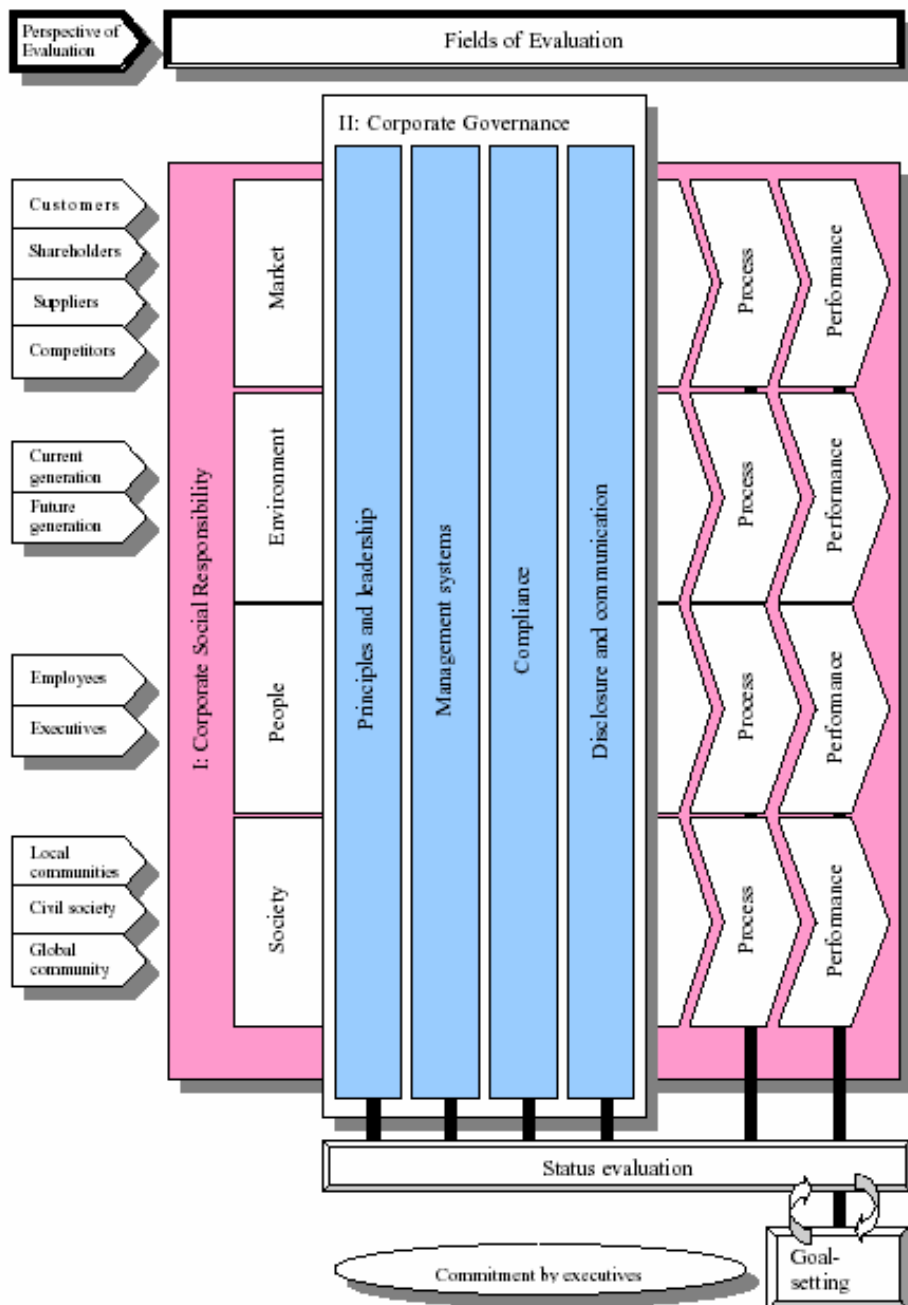 Perspective of
Evaluation
Fields of Evaluation
II: Corporate Governance
Customers
Shareholders
Suppliers
Competitors
Current
generation
Future
generation
Employees
Executives
Local
communities
Civil society
Global
community
I: Corporate Social Responsibility
Market
Environment
People
Society
Principles and leadership
Management systems
Compliance
Disclosure and communication
Process
Performance
Process
Performance
Process
Performance
Process
Performance
Status evaluation
Commitment by executives
Goal-
setting